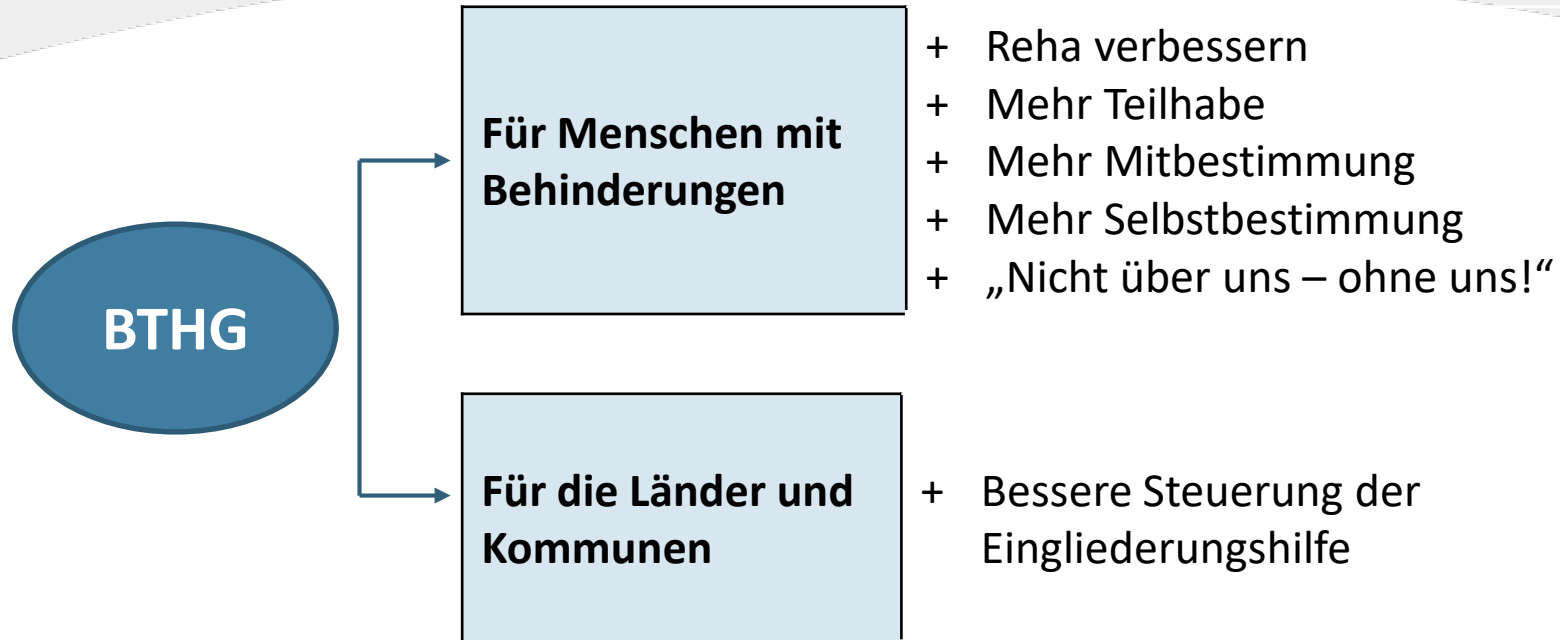 BTHG
Für Menschen mit
Behinderungen
+ Reha verbessern
+ Mehr Teilhabe
+ Mehr Mitbestimmung
+ Mehr Selbstbestimmung
+ „Nicht über uns – ohne uns!“
Für die Länder und
Kommunen
+ Bessere Steuerung der
Eingliederungshilfe